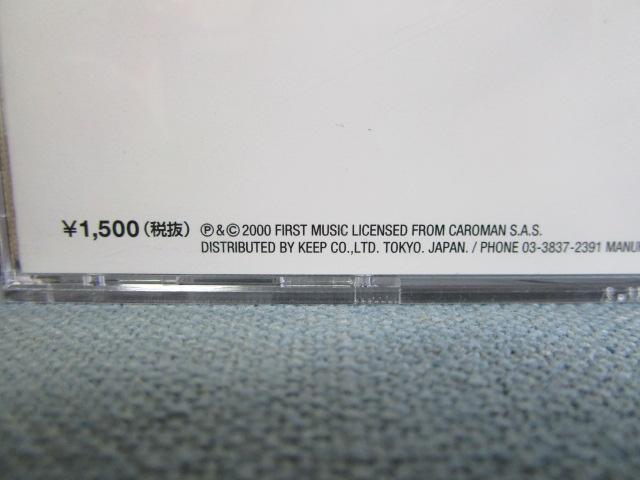 ¥1,500(税抜) Ⓟ&©2000 FIRST MUSIC LICENSED FROM CAROMAN S.A.S.
DISTRIBUTED BY KEEP CO.,LTD. TOKYO. JAPAN. / PHONE 03-3837-2391